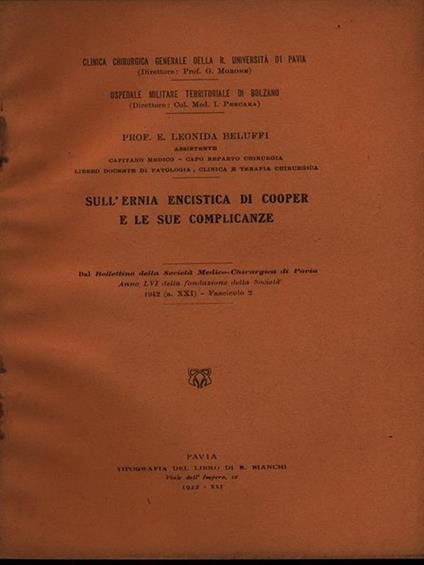 CLINICA CHIRURGICA GENERALE DELLA R. UNIVERSITÀ DI PAVIA
(Direttore: Prof. G. MORONE)
OSPEDALE MILITARE TERRITORIALE DI BOLZANO
(Direttore: Col. Med. I. PESCARA)
PROF. E. LEONIDA BELUFFI
ASSISTENTE
CAPITANO MEDICO - CAPO REPARTO CHIRURGIA
LIBERO DOCENTE DI PATOLOGIA, CLINICA E TERAPIA CHIRURGICA
SULL'ERNIA ENCISTICA DI COOPER
E LE SUE COMPLICANZE
Dal Bollettino della Società Medico-Chirurgica di Pavia
Anno LVI della fondazione della Società
1942 (a. XXI) - Fascicolo 2
PAVIA
TIPOGRAFIA DEL LIBRO DI E. BIANCHI
Viale dell' Impero, 12
1942 - XXI